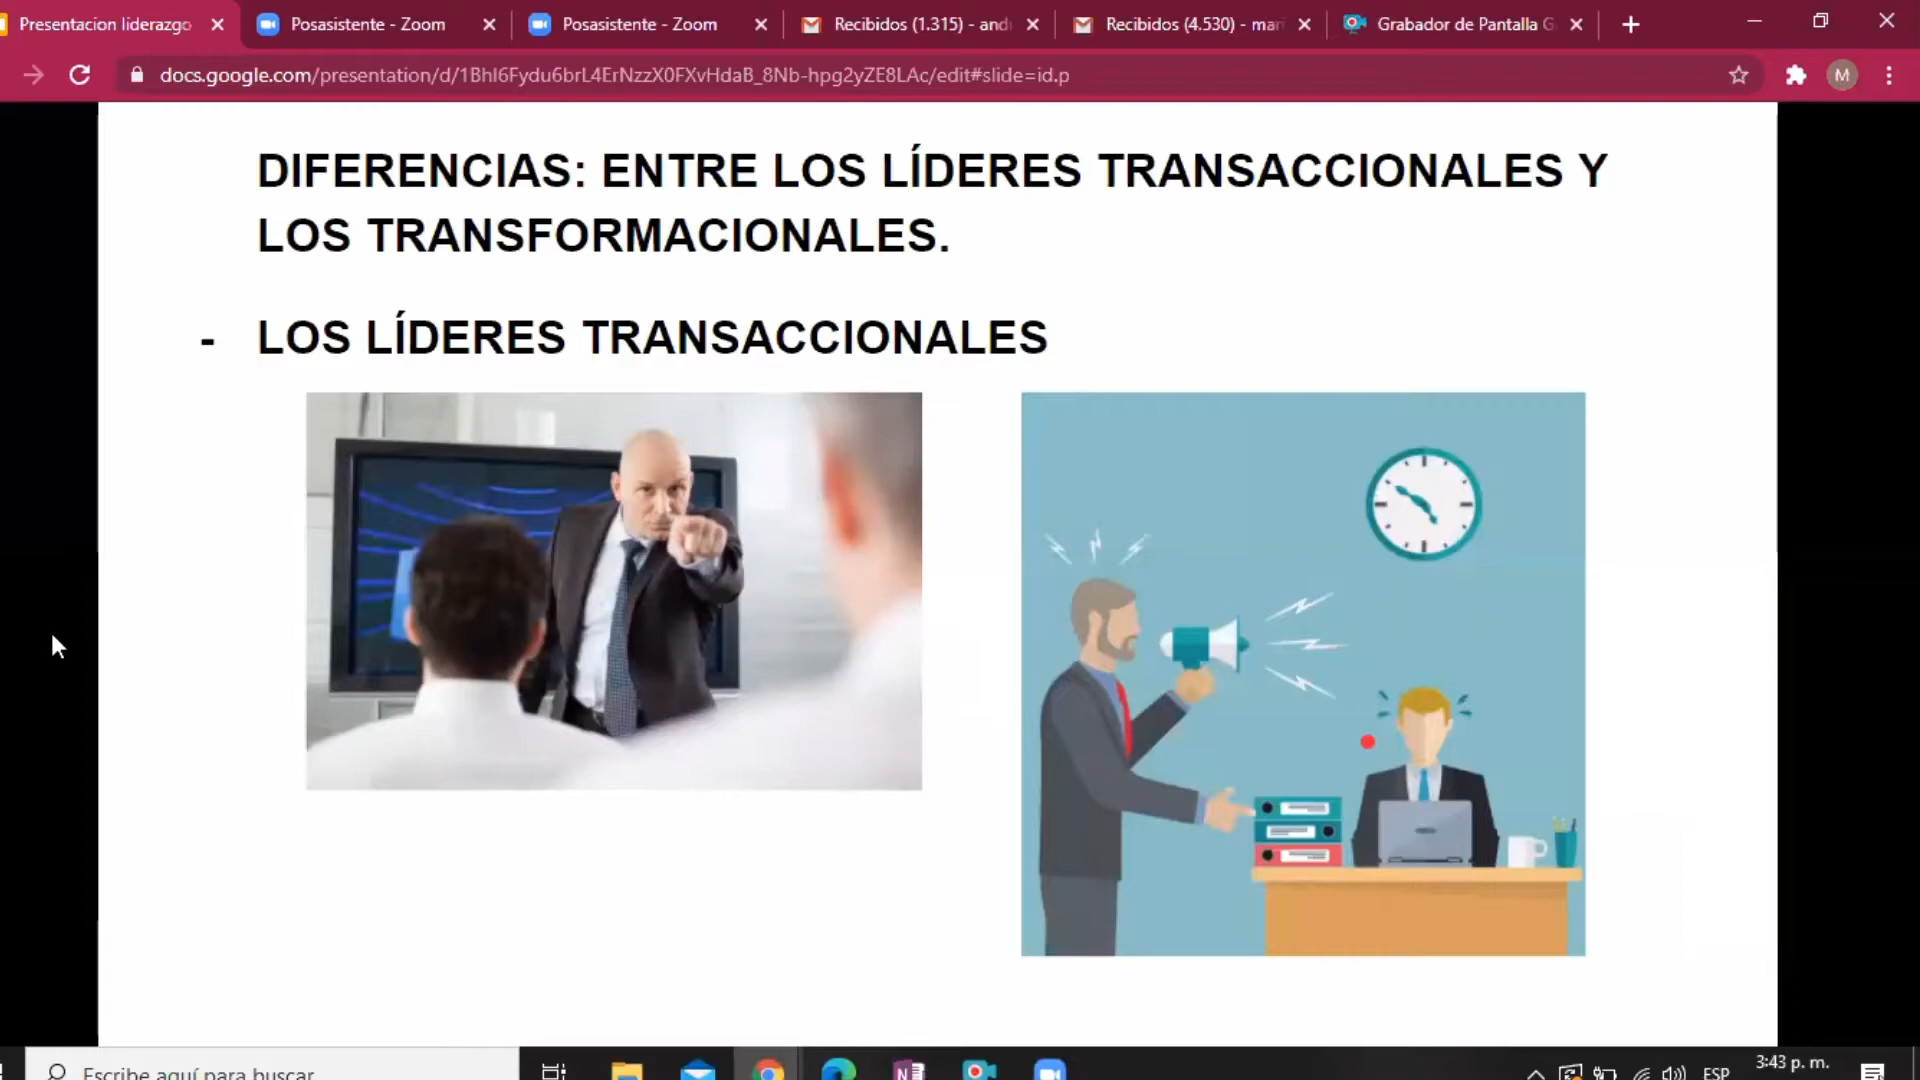 Presentacion liderazgo
Posasistente - Zoom
Posasistente - Zoom
Recibidos (1.315) - and
Recibidos (4.530) - mar
Grabador de Pantalla G
docs.google.com/presentation/d/1BhI6Fydu6brL4ErNzzX0FXvHdaB_8Nb-hpg2yZE8LAc/edit#slide=id.p
M
DIFERENCIAS: ENTRE LOS LÍDERES TRANSACCIONALES Y
LOS TRANSFORMACIONALES.
- LOS LÍDERES TRANSACCIONALES
Escribe aquí para buscar
N
ESP
3:43 p. m.